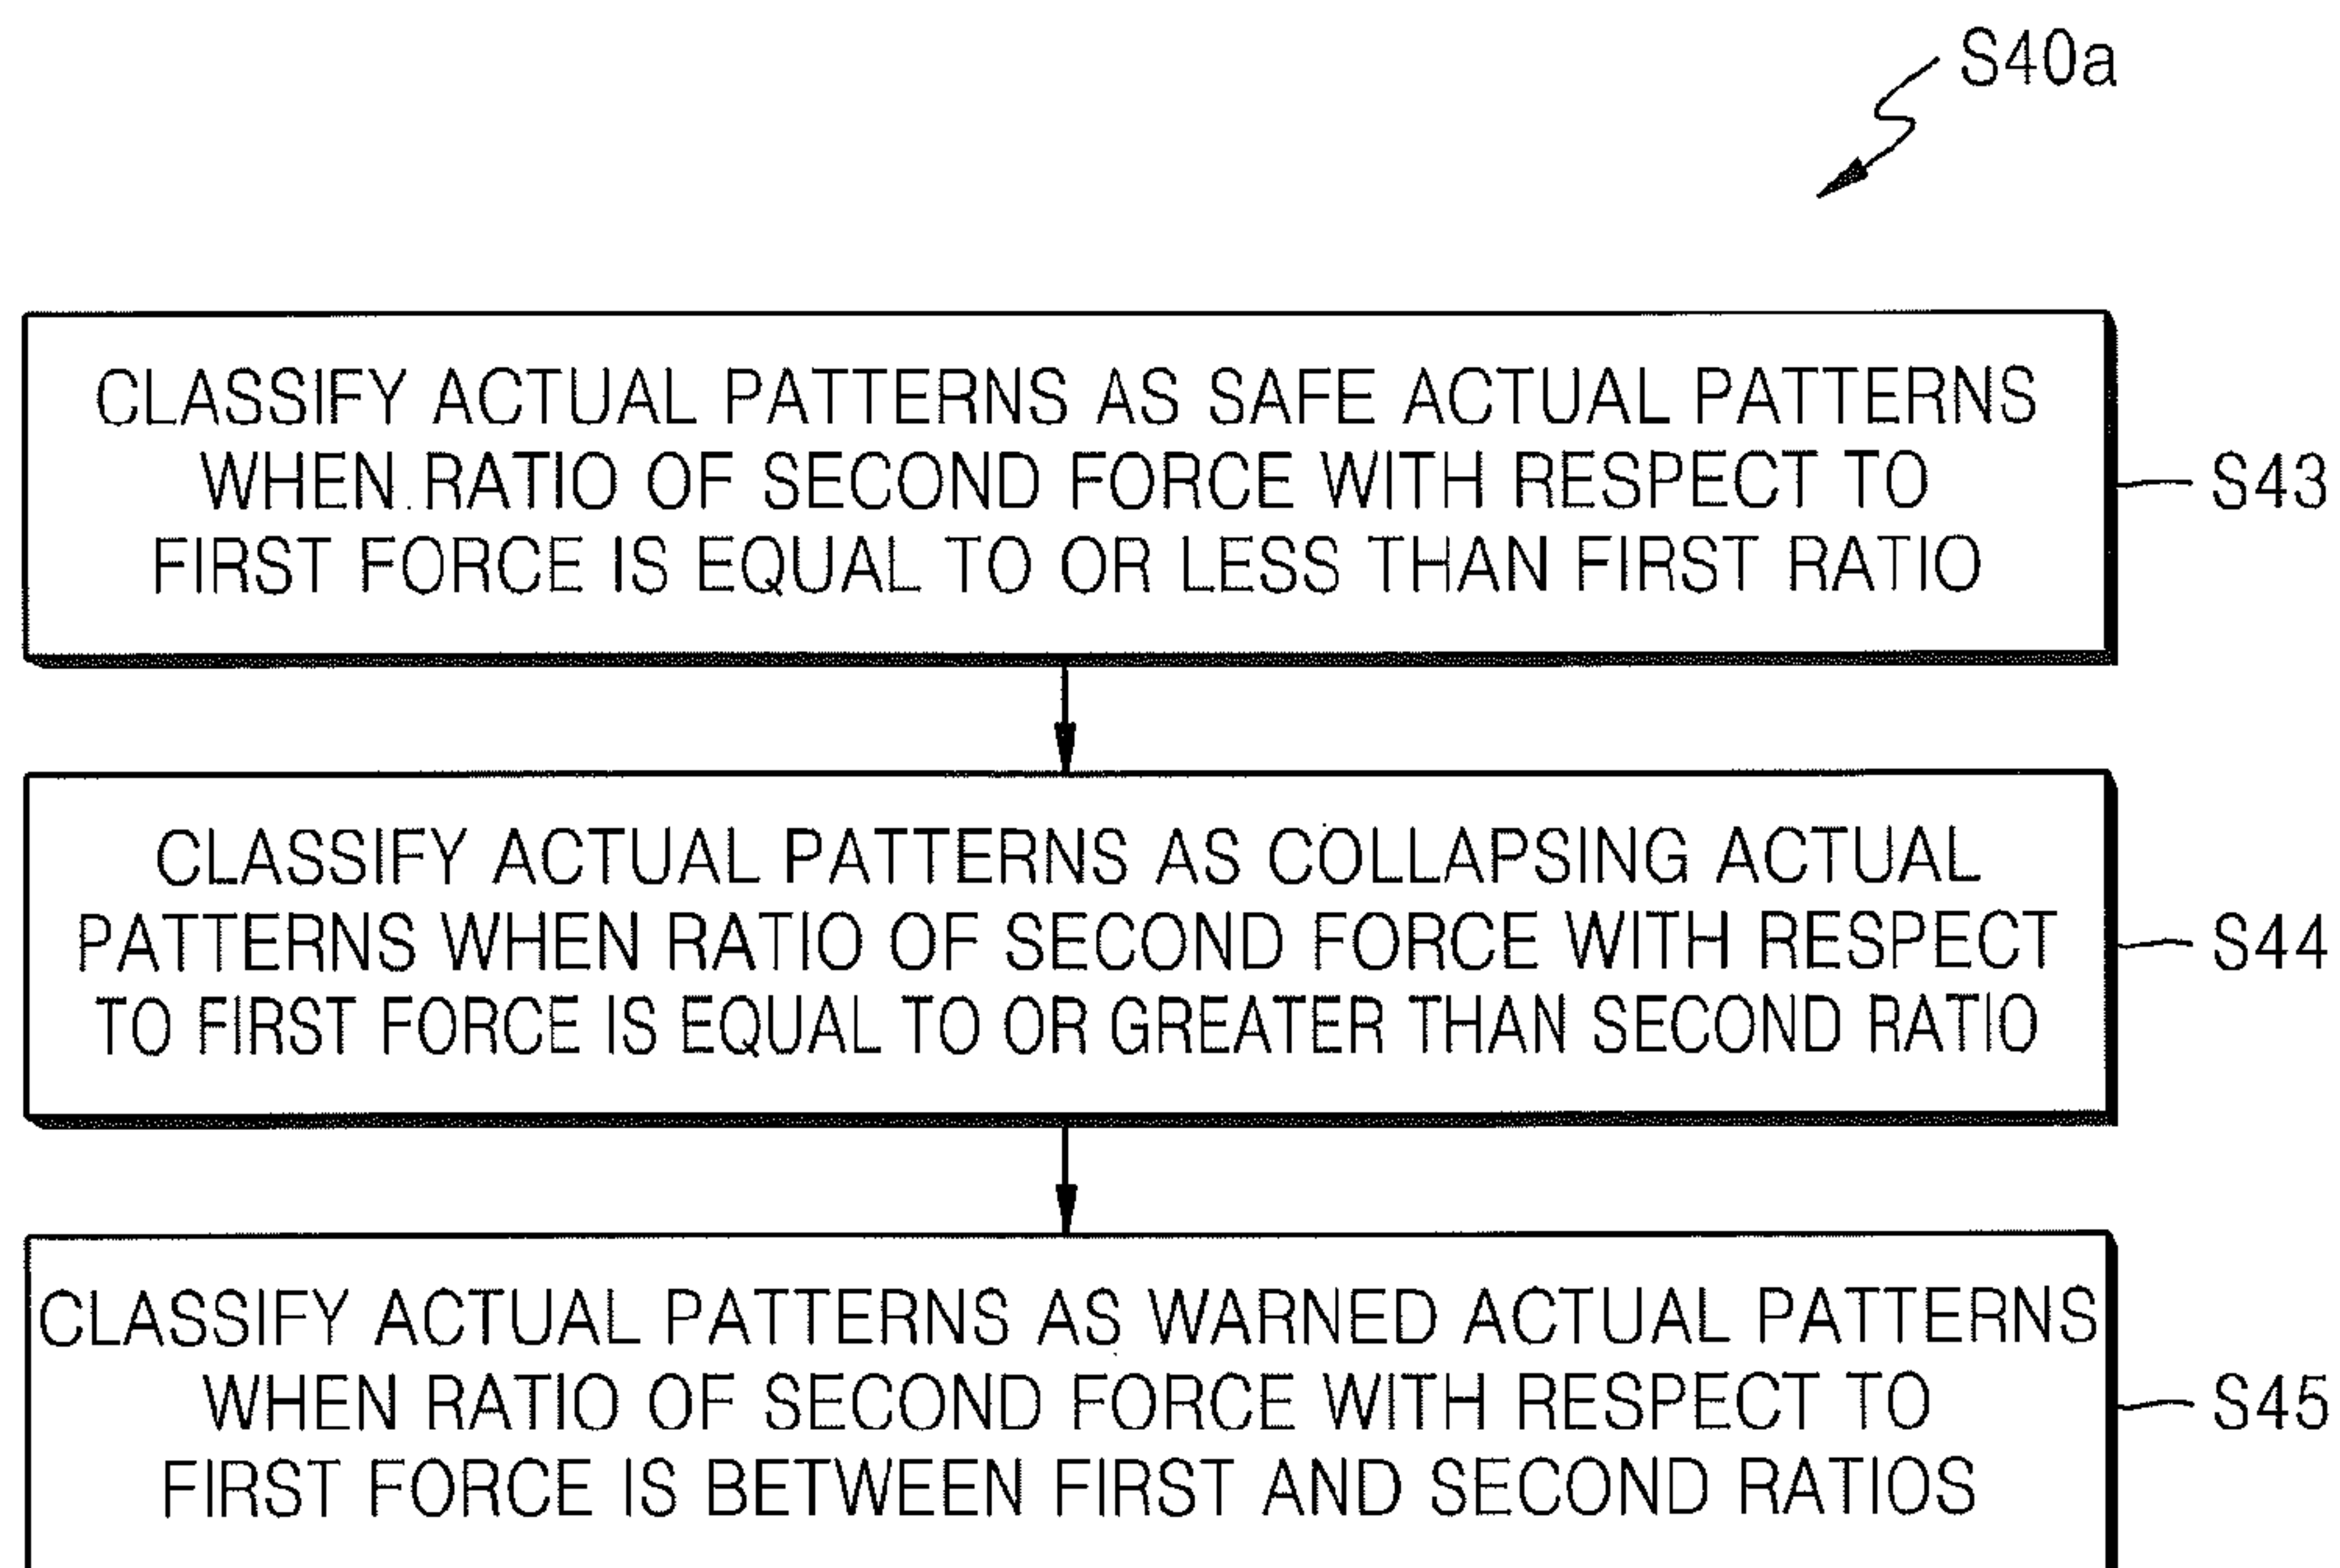 S40a
CLASSIFY ACTUAL PATTERNS AS SAFE ACTUAL PATTERNS
WHEN RATIO OF SECOND FORCE WITH RESPECT TO
FIRST FORCE IS EQUAL TO OR LESS THAN FIRST RATIO
S43
CLASSIFY ACTUAL PATTERNS AS COLLAPSING ACTUAL
PATTERNS WHEN RATIO OF SECOND FORCE WITH RESPECT
TO FIRST FORCE IS EQUAL TO OR GREATER THAN SECOND RATIO
S44
CLASSIFY ACTUAL PATTERNS AS WARNED ACTUAL PATTERNS
WHEN RATIO OF SECOND FORCE WITH RESPECT TO
FIRST FORCE IS BETWEEN FIRST AND SECOND RATIOS
S45